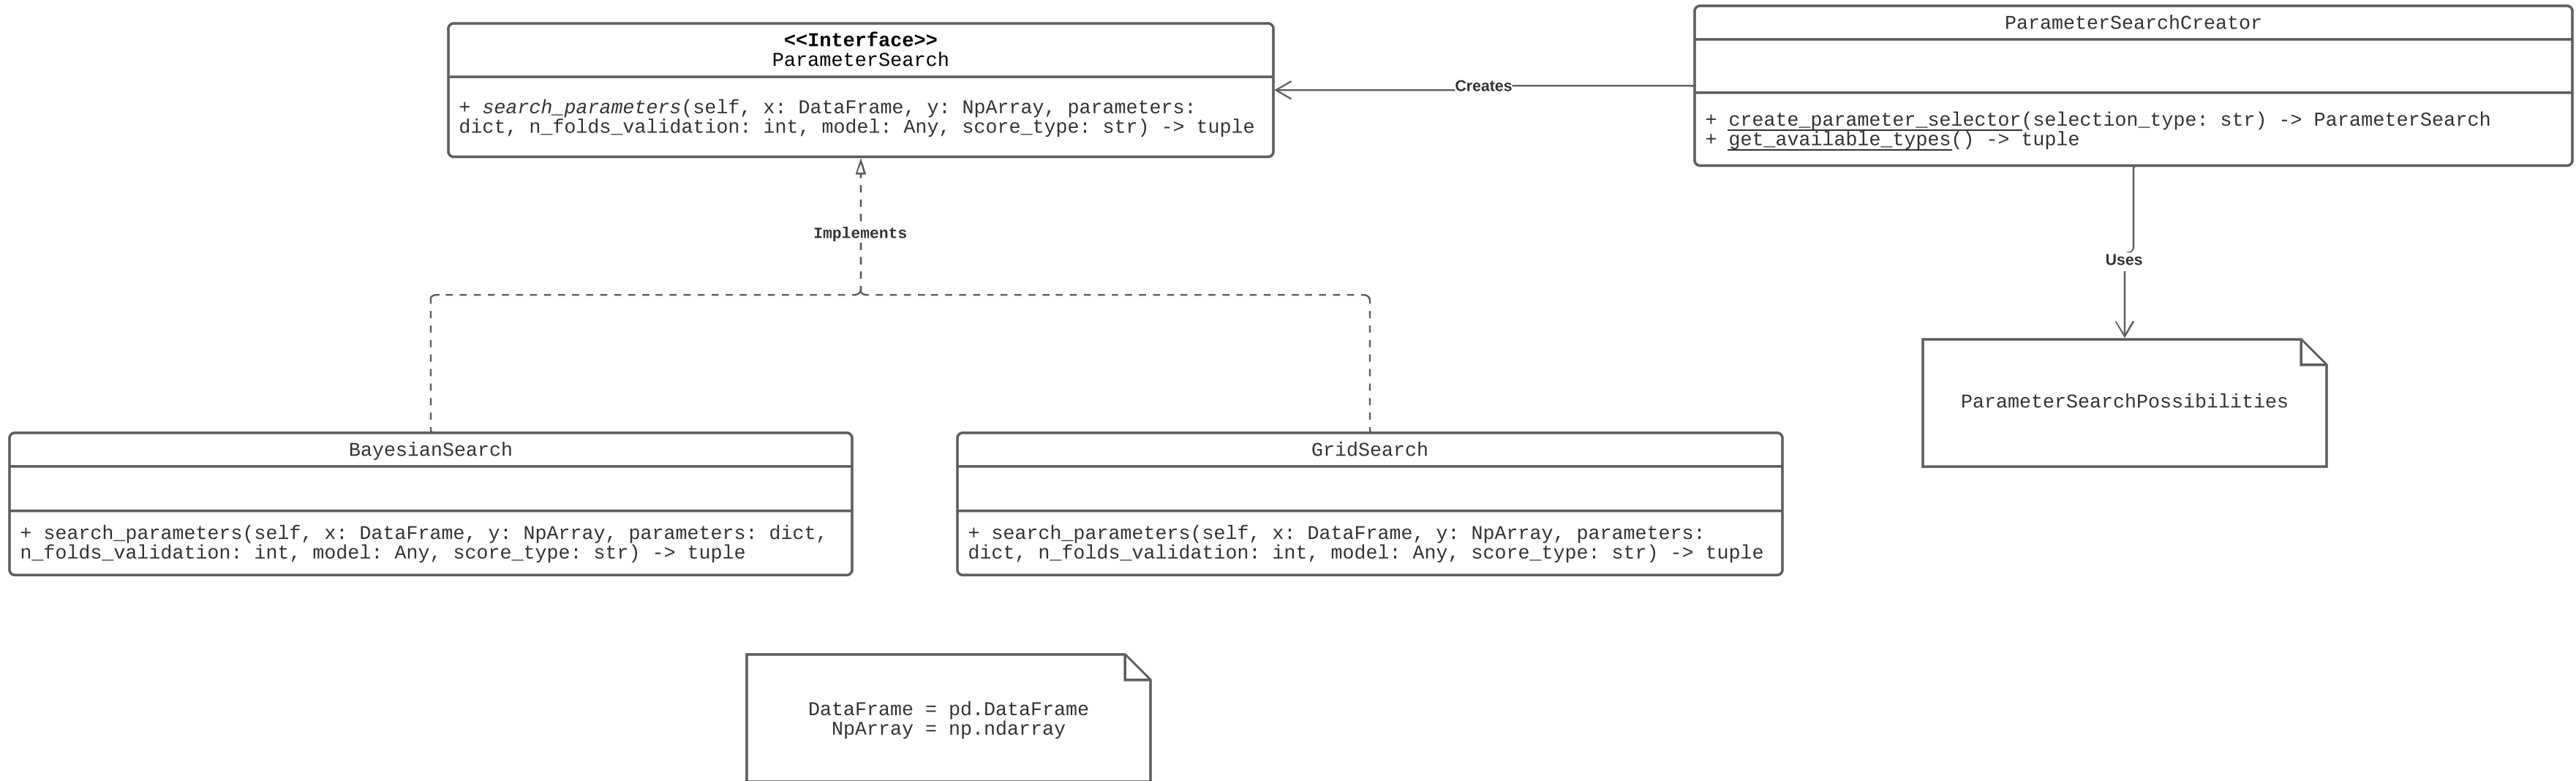 <<Interface>>
ParameterSearch
+ search_parameters(self, x: DataFrame, y: NpArray, parameters:
dict, n_folds_validation: int, model: Any, score_type: str) -> tuple
Creates
ParameterSearchCreator
+ create_parameter_selector(selection_type: str) -> ParameterSearch
+ get_available_types() -> tuple
Implements
Uses
ParameterSearchPossibilities
BayesianSearch
+ search_parameters(self, x: DataFrame, y: NpArray, parameters: dict,
n_folds_validation: int, model: Any, score_type: str) -> tuple
GridSearch
+ search_parameters(self, x: DataFrame, y: NpArray, parameters:
dict, n_folds_validation: int, model: Any, score_type: str) -> tuple
DataFrame = pd.DataFrame
NpArray = np.ndarray